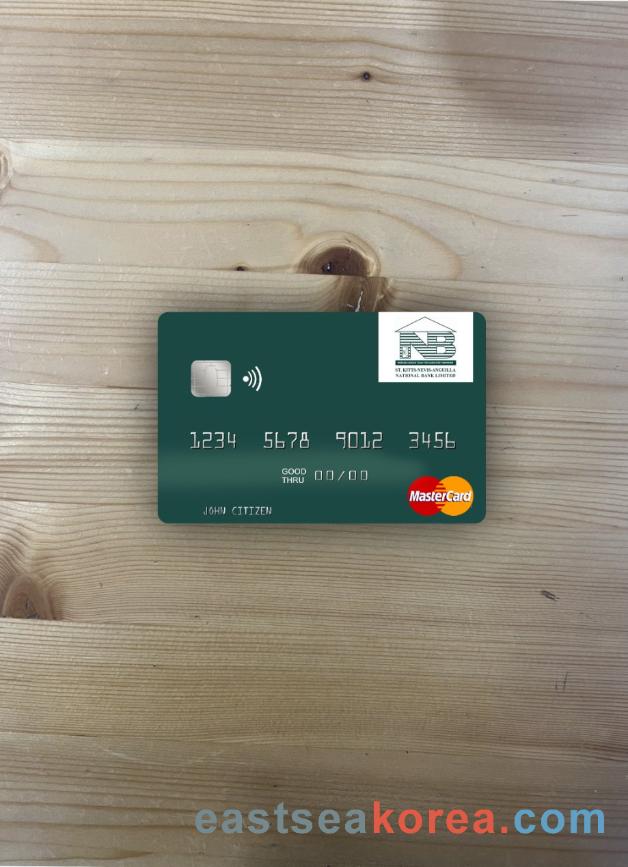 NB
ST. KITTS-NEVIS-ANGUILLA
NATIONAL BANK LIMITED
1234 5678 9012 3456
GOOD THRU 00/00
MasterCard
JOHN CITIZEN
eastseakorea.com